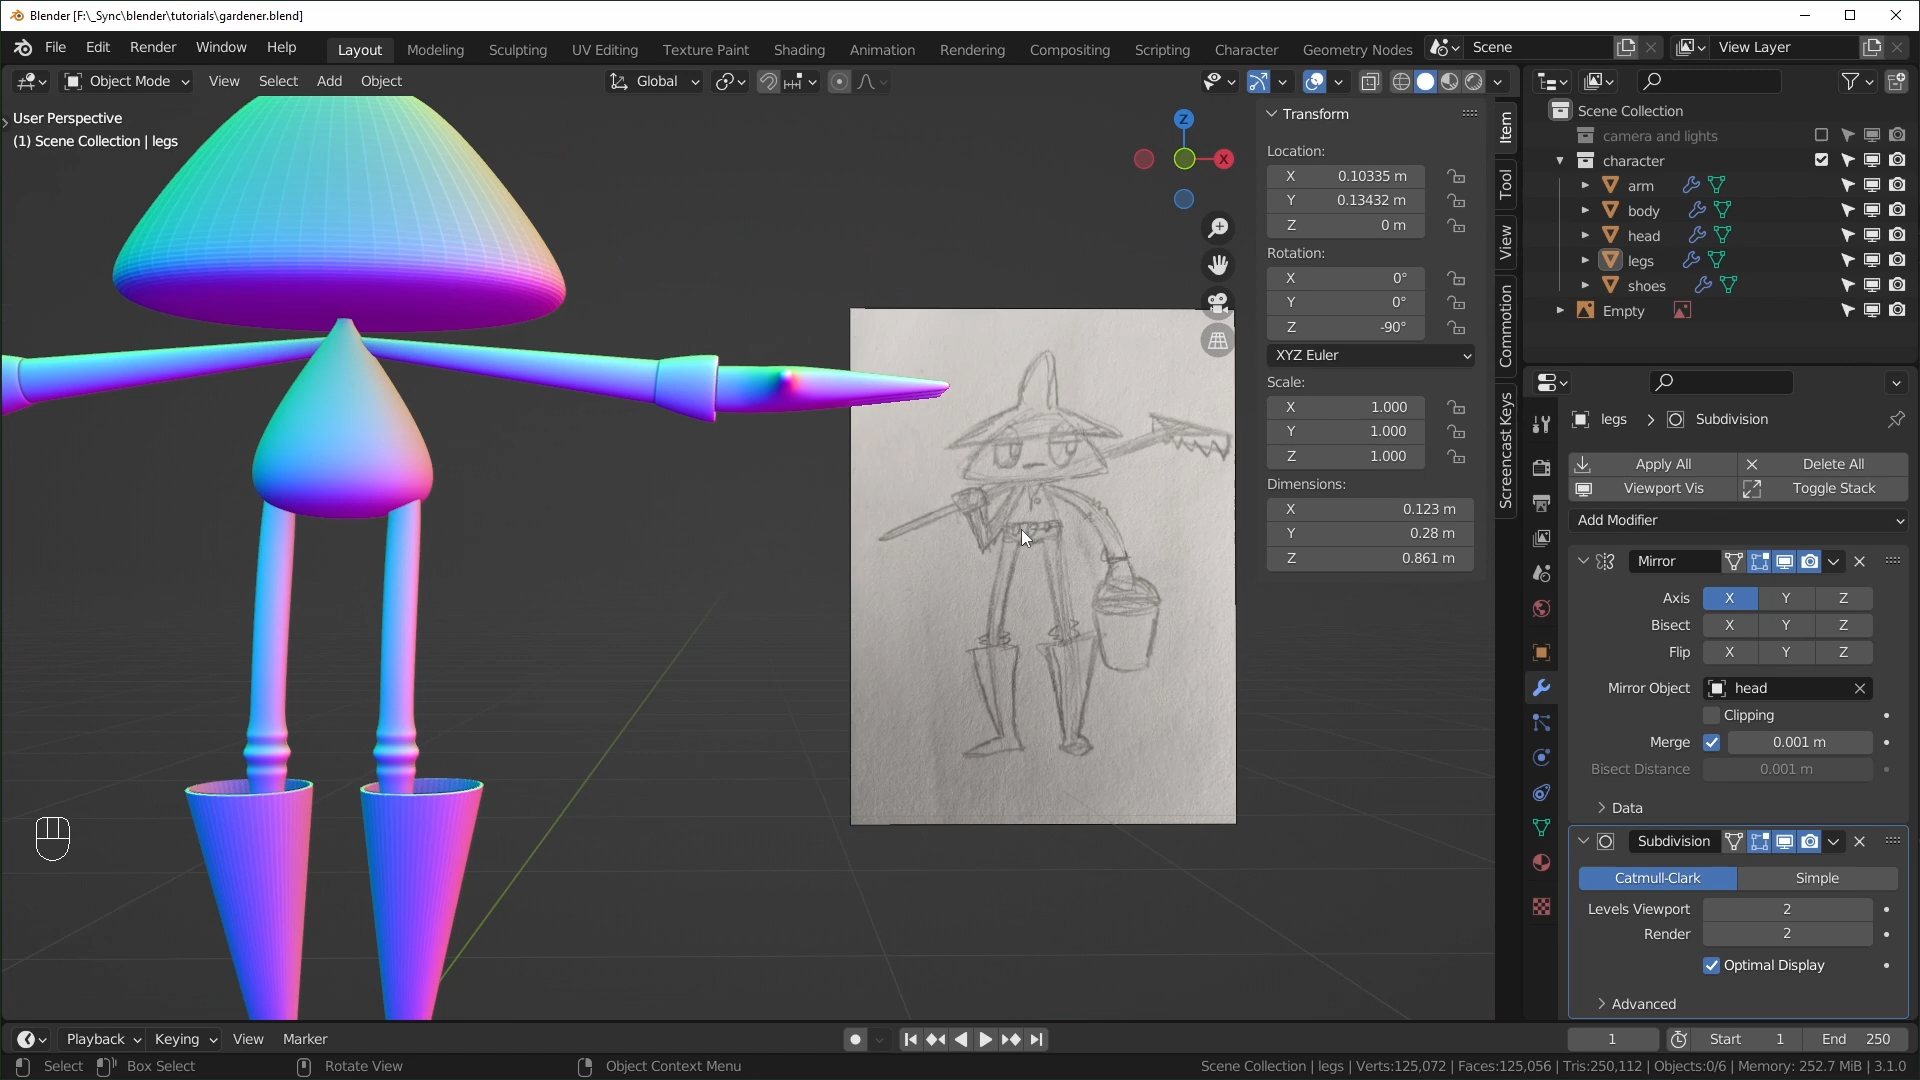 Blender [F:\_Sync\blender\tutorials\gardener.blend]
File Edit Render Window Help Layout Modeling Sculpting UV Editing Texture Paint Shading Animation Rendering Compositing Scripting Character Geometry Nodes Scene View Layer
Object Mode View Select Add Object Global
User Perspective
(1) Scene Collection | legs
Z
X
Transform
Location:
X 0.10335 m
Y 0.13432 m
Z 0 m
Rotation:
X 0°
Y 0°
Z -90°
XYZ Euler
Scale:
X 1.000
Y 1.000
Z 1.000
Dimensions:
X 0.123 m
Y 0.28 m
Z 0.861 m
Item
Tool
View
Commotion
Screencast Keys
Scene Collection
camera and lights
character
arm
body
head
legs
shoes
Empty
legs > Subdivision
Apply All Delete All
Viewport Vis Toggle Stack
Add Modifier
Mirror
Axis X Y Z
Bisect X Y Z
Flip X Y Z
Mirror Object head
Clipping
Merge 0.001 m
Bisect Distance 0.001 m
Data
Subdivision
Catmull-Clark Simple
Levels Viewport 2
Render 2
Optimal Display
Advanced
Playback Keying View Marker 1 Start 1 End 250
Select Box Select Rotate View Object Context Menu Scene Collection | legs | Verts:125,072 | Faces:125,056 | Tris:250,112 | Objects:0/6 | Memory: 252.7 MiB | 3.1.0